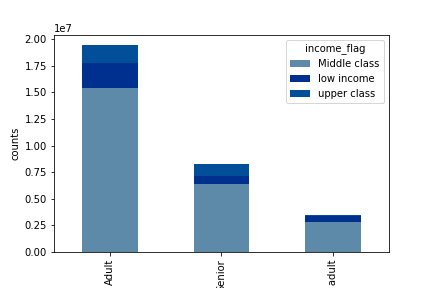 1e7
2.00
1.75
1.50
1.25
1.00
0.75
0.50
0.25
0.00
counts
income_flag
Middle class
low income
upper class
Adult
adult